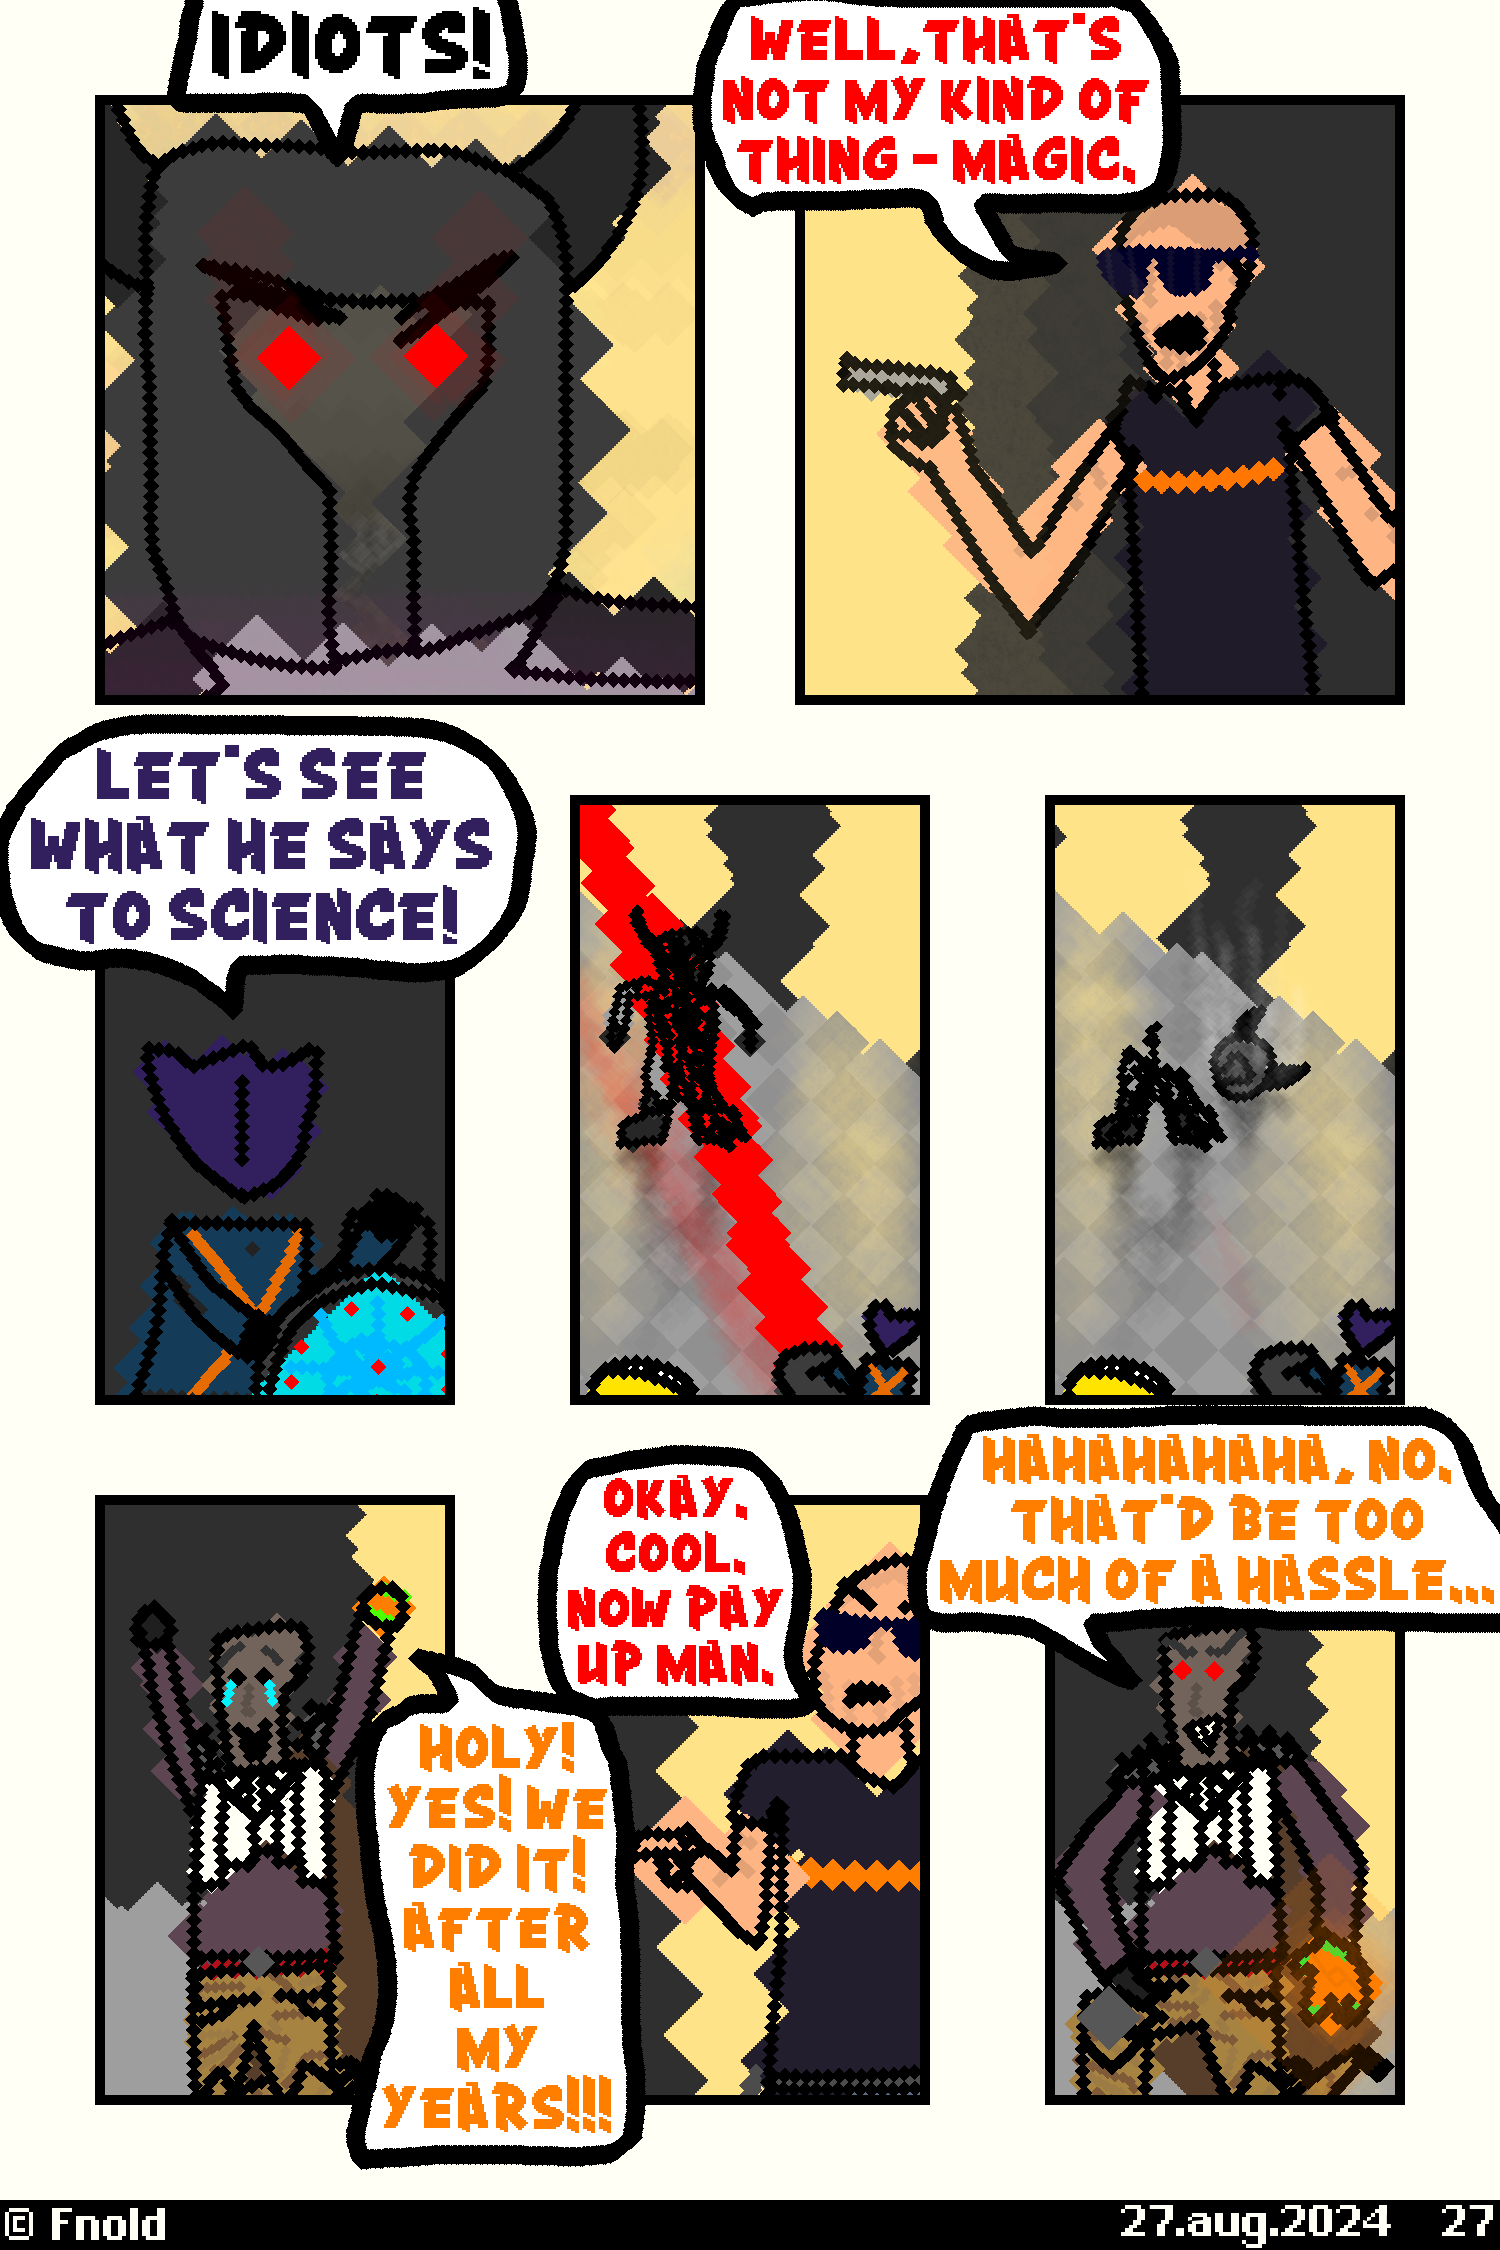 IDIOTS!
WELL, THAT'S
NOT MY KIND OF
THING - MAGIC.
LET'S SEE
WHAT HE SAYS
TO SCIENCE!
HOLY!
YES! WE
DID IT!
AFTER
ALL
MY
YEARS!!!
OKAY.
COOL.
NOW PAY
UP MAN.
HAHAHAHAHA, NO.
THAT'D BE TOO
MUCH OF A HASSLE...
© Fnold
27.aug.2024 27